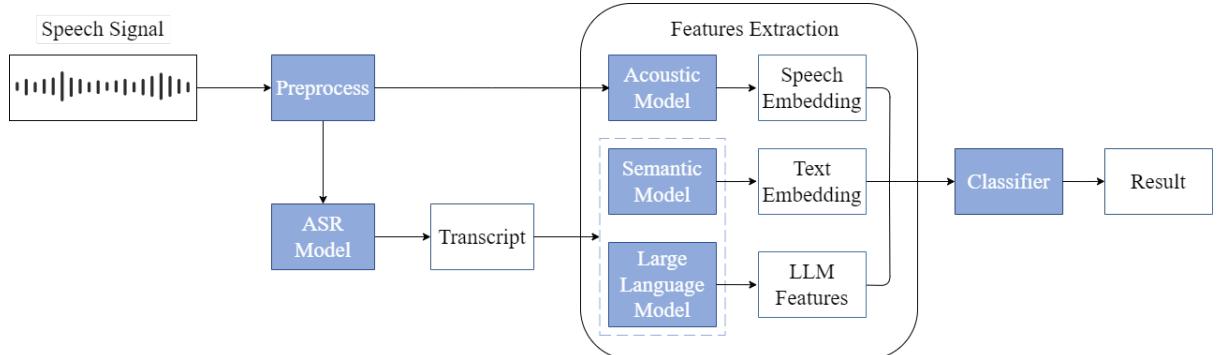 Speech Signal
Features Extraction
Preprocess
Acoustic
Model
Speech
Embedding
Semantic
Model
Text
Embedding
Classifier
Result
ASR
Model
Transcript
Large
Language
Model
LLM
Features